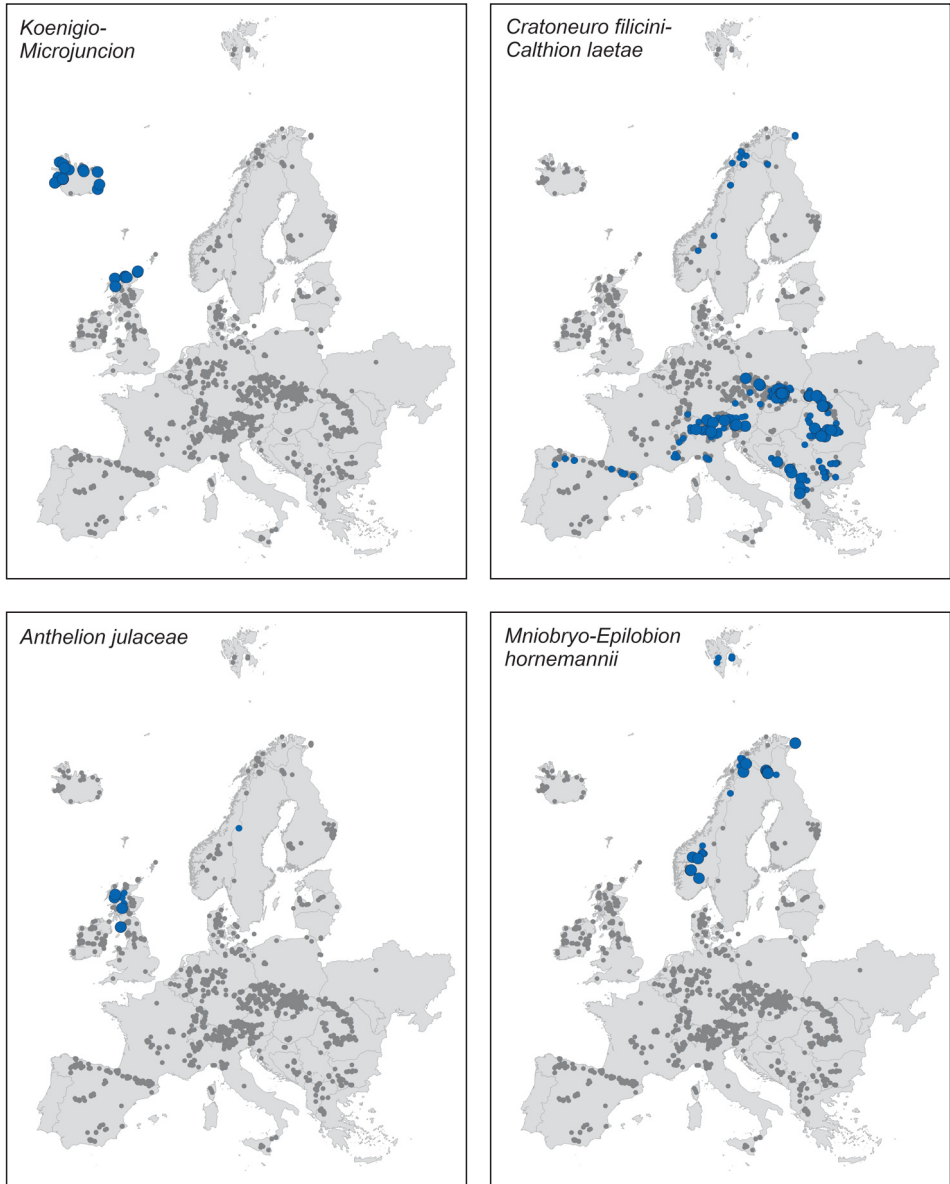 Koenigio-
Microjuncion
Cratoneuro filicini-
Calthion laetae
Anthelion julaceae
Mniobryo-Epilobion
hornemannii